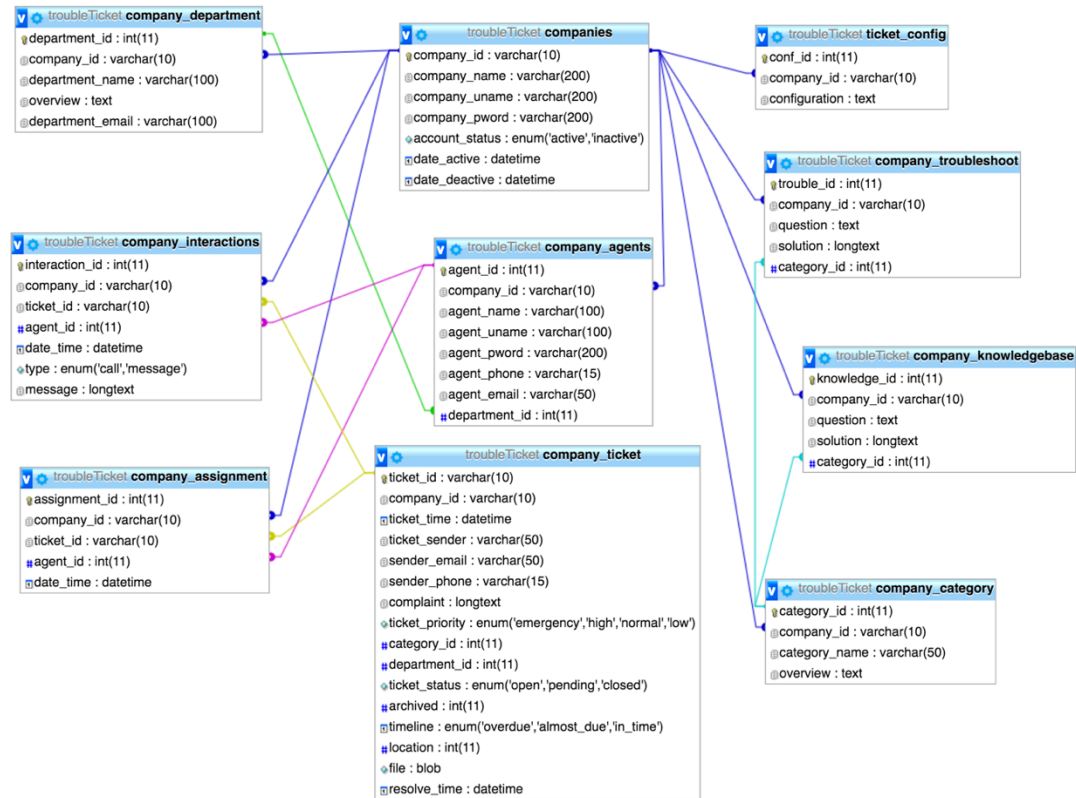 troubleTicket company_department
department_id : int(11)
company_id : varchar(10)
department_name : varchar(100)
overview : text
department_email : varchar(100)
troubleTicket companies
company_id : varchar(10)
company_name : varchar(200)
company_uname : varchar(200)
company_pword : varchar(200)
account_status : enum('active','inactive')
date_active : datetime
date_deactive : datetime
troubleTicket ticket_config
conf_id : int(11)
company_id : varchar(10)
configuration : text
troubleTicket company_troubleshoot
trouble_id : int(11)
company_id : varchar(10)
question : text
solution : longtext
#category_id : int(11)
troubleTicket company_interactions
interaction_id : int(11)
company_id : varchar(10)
ticket_id : varchar(10)
#agent_id : int(11)
date_time : datetime
type : enum('call','message')
message : longtext
troubleTicket company_agents
agent_id : int(11)
company_id : varchar(10)
agent_name : varchar(100)
agent_uname : varchar(100)
agent_pword : varchar(200)
agent_phone : varchar(15)
agent_email : varchar(50)
#department_id : int(11)
troubleTicket company_knowledgebase
knowledge_id : int(11)
company_id : varchar(10)
question : text
solution : longtext
#category_id : int(11)
troubleTicket company_assignment
assignment_id : int(11)
company_id : varchar(10)
ticket_id : varchar(10)
#agent_id : int(11)
date_time : datetime
troubleTicket company_ticket
ticket_id : varchar(10)
company_id : varchar(10)
ticket_time : datetime
ticket_sender : varchar(50)
sender_email : varchar(50)
sender_phone : varchar(15)
complaint : longtext
ticket_priority : enum('emergency','high','normal','low')
#category_id : int(11)
#department_id : int(11)
ticket_status : enum('open','pending','closed')
#archived : int(11)
timeline : enum('overdue','almost_due','in_time')
#location : int(11)
file : blob
resolve_time : datetime
troubleTicket company_category
category_id : int(11)
company_id : varchar(10)
category_name : varchar(50)
overview : text